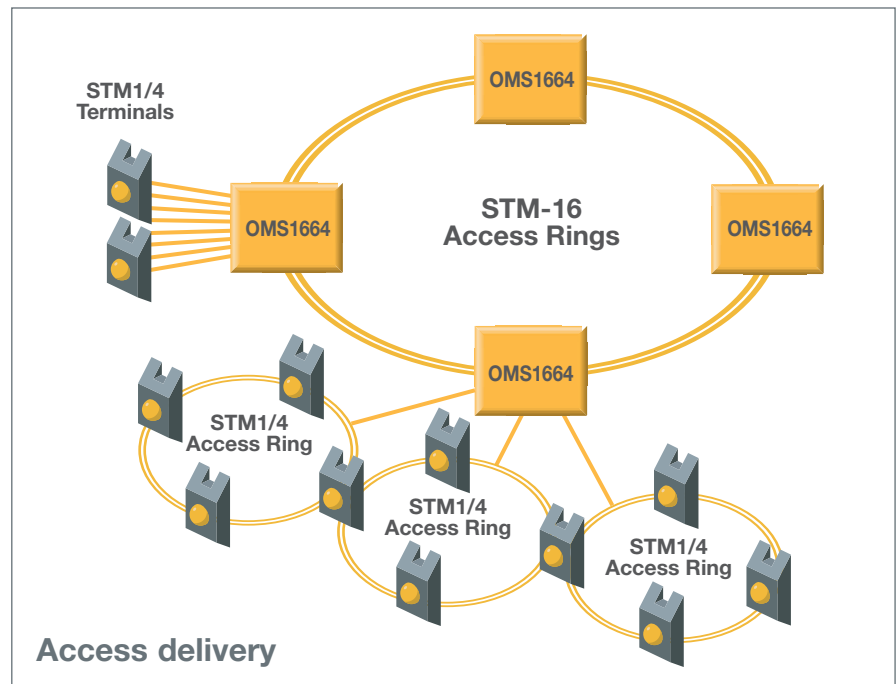 OMS1664
STM1/4
Terminals
OMS1664
STM-16
Access Rings
OMS1664
OMS1664
STM1/4
Access Ring
STM1/4
Access Ring
STM1/4
Access Ring
Access delivery